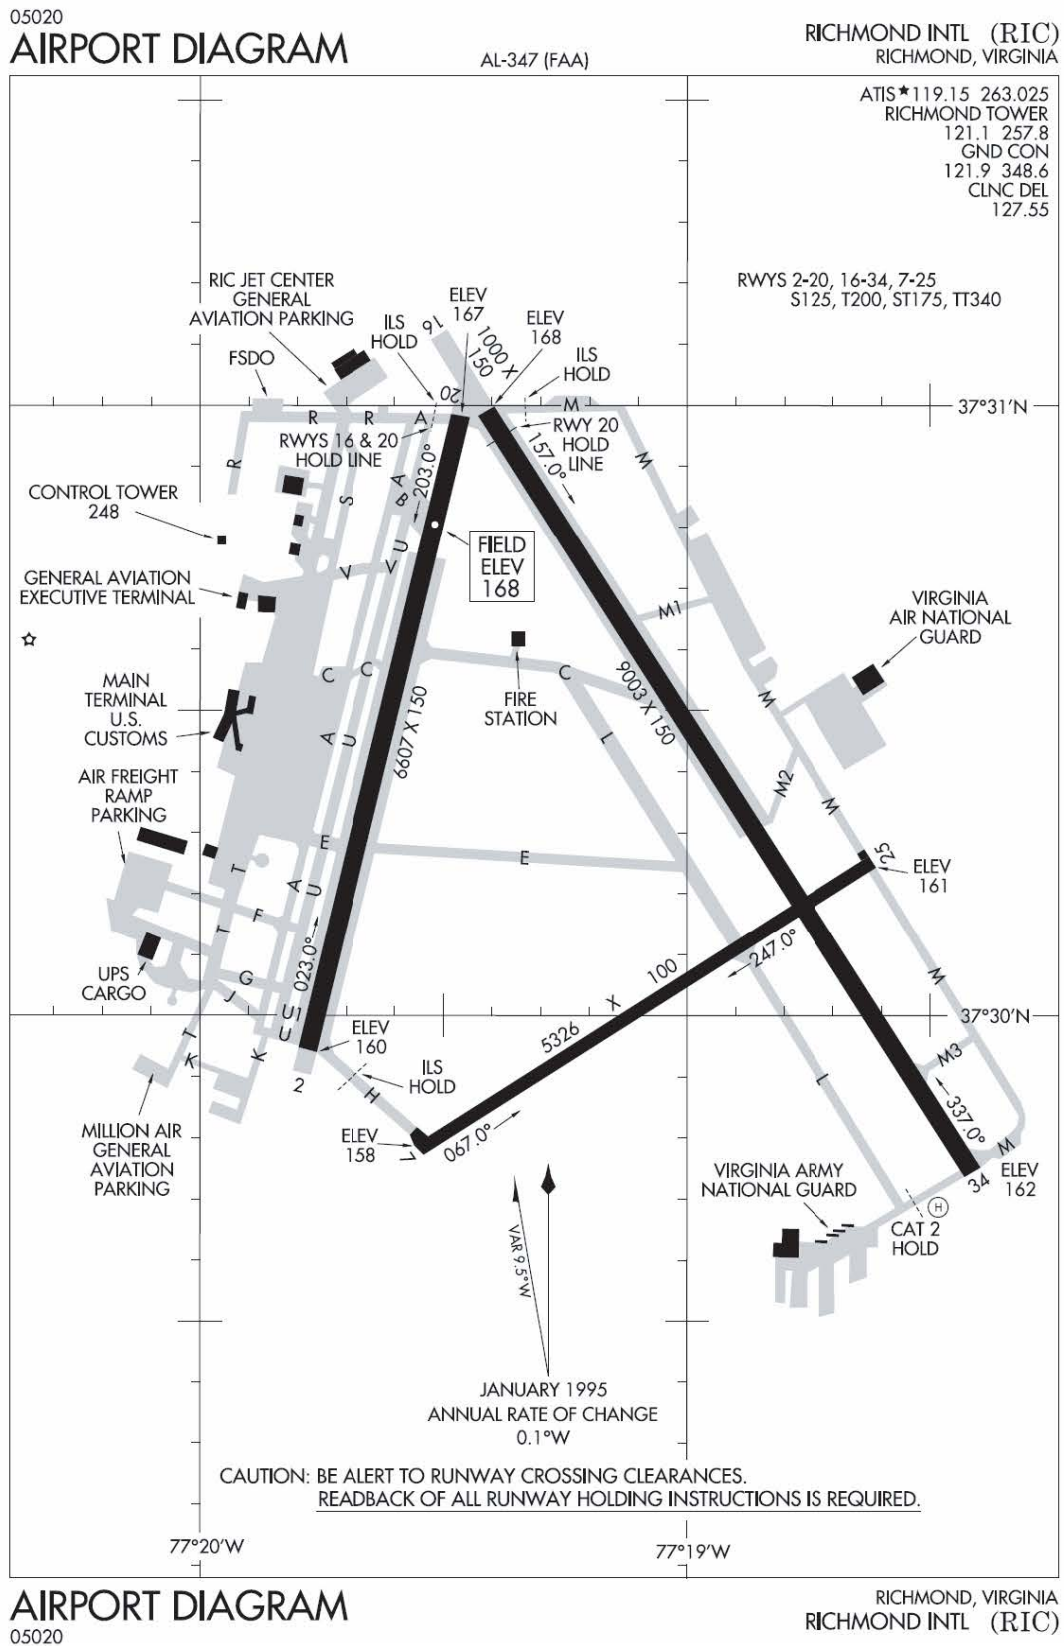 05020
AIRPORT DIAGRAM
AL-347 (FAA)
RICHMOND INTL (RIC)
RICHMOND, VIRGINIA
ATIS★119.15 263.025
RICHMOND TOWER
121.1 257.8
GND CON
121.9 348.6
CLNC DEL
127.55
RWYS 2-20, 16-34, 7-25
S125, T200, ST175, TT340
RIC JET CENTER
GENERAL
AVIATION PARKING
FSDO
ILS
HOLD
ELEV
167
16
1000 X
150
ELEV
168
ILS
HOLD
20
37°31'N
R
R
A
M
RWYS 16 & 20
HOLD LINE
RWY 20
HOLD
LINE
203.0°
157.0°
R
M
CONTROL TOWER
248
S
A
B
U
FIELD
ELEV
168
V
V
GENERAL AVIATION
EXECUTIVE TERMINAL
M1
VIRGINIA
AIR NATIONAL
GUARD
FIRE
STATION
C
C
C
MAIN
TERMINAL
U.S.
CUSTOMS
M
A
U
6607 X 150
9003 X 150
L
AIR FREIGHT
RAMP
PARKING
M2
M
E
E
25
ELEV
161
T
A
U
F
T
023.0°
247.0°
UPS
CARGO
G
J
100
X
5326
M
U1
U
37°30'N
T
K
K
ELEV
160
2
ILS
HOLD
H
M3
L
337.0°
MILLION AIR
GENERAL
AVIATION
PARKING
ELEV
158
7
067.0°
M
VIRGINIA ARMY
NATIONAL GUARD
34
ELEV
162
H
CAT 2
HOLD
VAR 9.5°W
JANUARY 1995
ANNUAL RATE OF CHANGE
0.1°W
CAUTION: BE ALERT TO RUNWAY CROSSING CLEARANCES.
READBACK OF ALL RUNWAY HOLDING INSTRUCTIONS IS REQUIRED.
77°20'W
77°19'W
AIRPORT DIAGRAM
05020
RICHMOND, VIRGINIA
RICHMOND INTL (RIC)